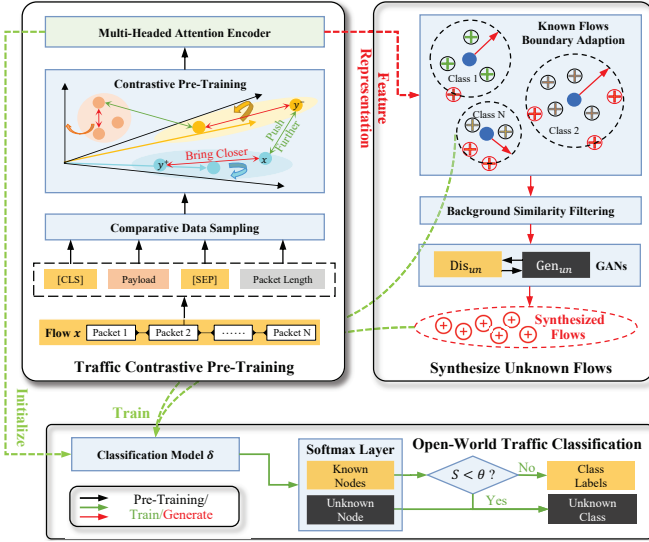 Multi-Headed Attention Encoder
Contrastive Pre-Training
y⁻
Push
Further
Bring Closer
y⁺
x
Comparative Data Sampling
[CLS]
Payload
[SEP]
Packet Length
Flow x
Packet 1
Packet 2
......
Packet N
Traffic Contrastive Pre-Training
Feature
Representation
Known Flows
Boundary Adaption
Class 1
Class N
Class 2
Background Similarity Filtering
Dis_un
Gen_un
GANs
Synthesized
Flows
Synthesize Unknown Flows
Initialize
Train
Classification Model δ
Pre-Training/
Train/Generate
Softmax Layer
Known
Nodes
Unknown
Node
Open-World Traffic Classification
S < θ ?
No
Yes
Class
Labels
Unknown
Class